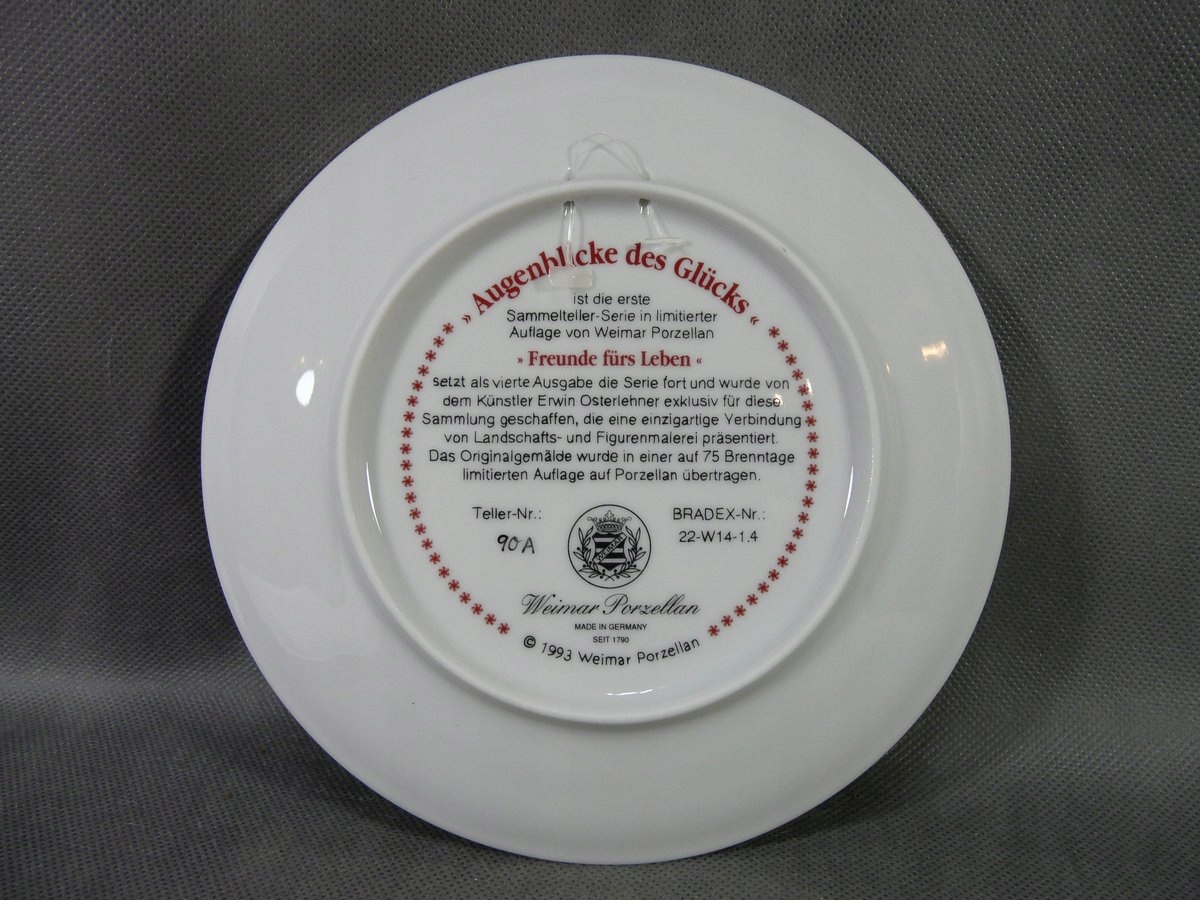 » Augenblicke des Glücks «
ist die erste
Sammelteller-Serie in limitierter
Auflage von Weimar Porzellan
» Freunde fürs Leben «
setzt als vierte Ausgabe die Serie fort und wurde von
dem Künstler Erwin Osterlehner exklusiv für diese
Sammlung geschaffen, die eine einzigartige Verbindung
von Landschafts- und Figurenmalerei präsentiert.
Das Originalgemälde wurde in einer auf 75 Brenntage
limitierten Auflage auf Porzellan übertragen.
Teller-Nr.:
90A
WEIMAR
BRADEX-Nr.:
22-W14-1.4
Weimar Porzellan
MADE IN GERMANY
SEIT 1790
© 1993 Weimar Porzellan